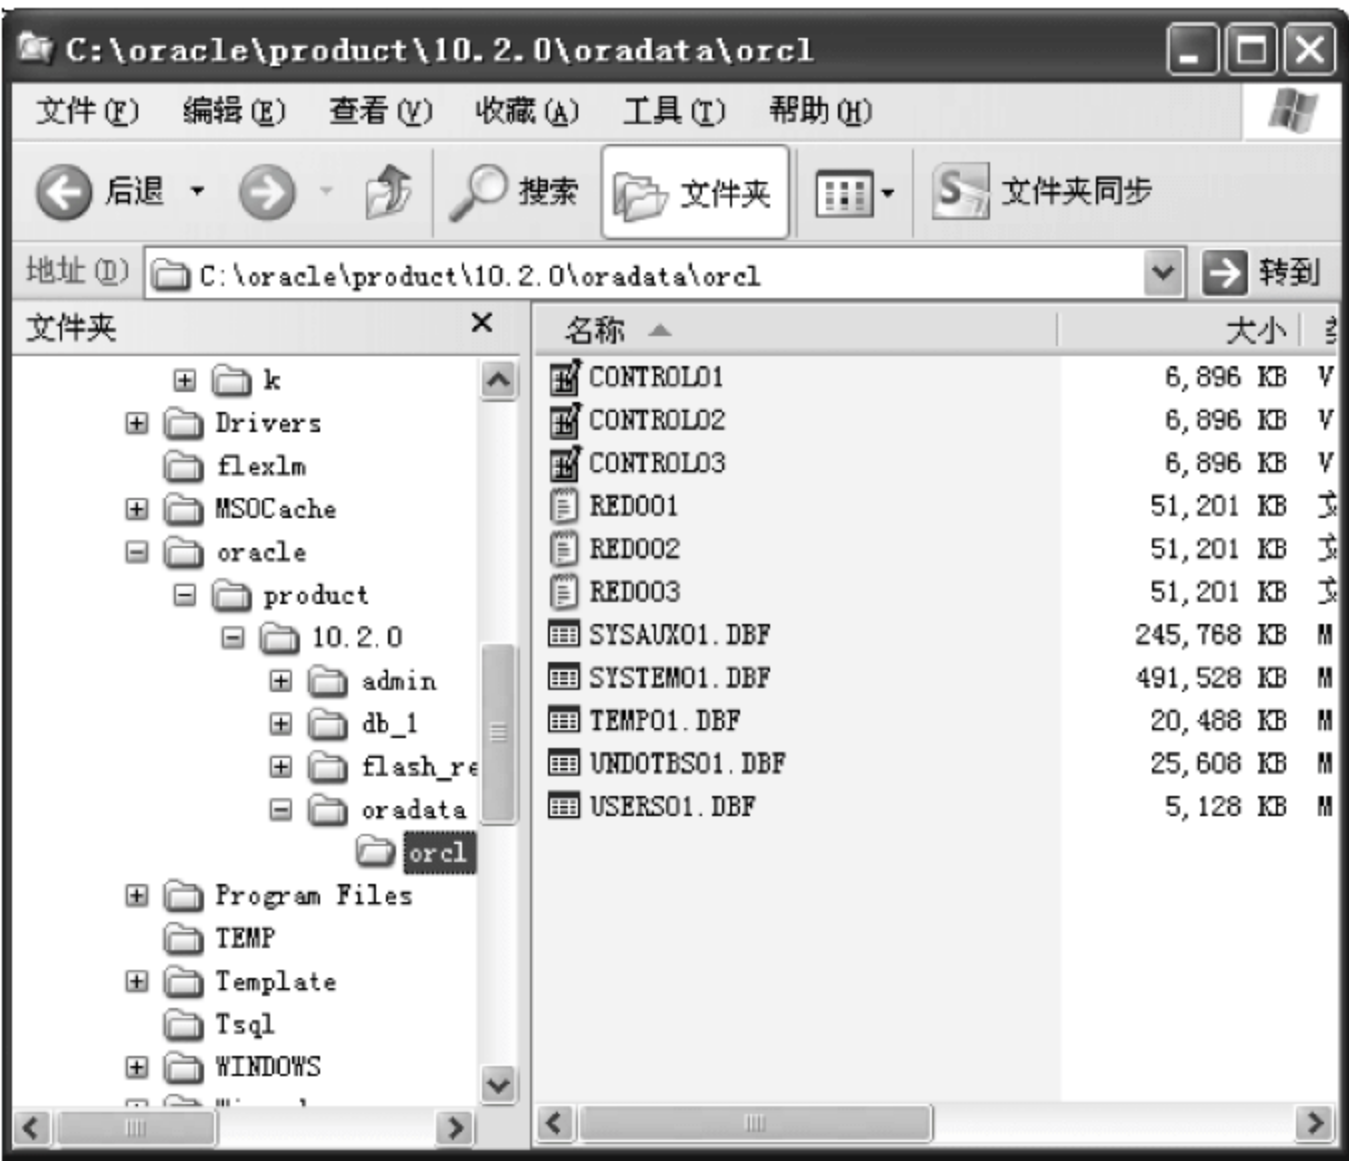 C:\oracle\product\10.2.0\oradata\orcl
文件(F) 编辑(E) 查看(V) 收藏(A) 工具(T) 帮助(H)
后退 搜索 文件夹 文件夹同步
地址(D) C:\oracle\product\10.2.0\oradata\orcl 转到
文件夹
k
Drivers
flexlm
MSOCache
oracle
product
10.2.0
admin
db_1
flash_re
oradata
orcl
Program Files
TEMP
Template
Tsql
WINDOWS
名称 大小
CONTROL01 6,896 KB V
CONTROL02 6,896 KB V
CONTROL03 6,896 KB V
REDO01 51,201 KB
REDO02 51,201 KB
REDO03 51,201 KB
SYSAUX01.DBF 245,768 KB M
SYSTEM01.DBF 491,528 KB M
TEMP01.DBF 20,488 KB M
UNDOTBS01.DBF 25,608 KB M
USERS01.DBF 5,128 KB M